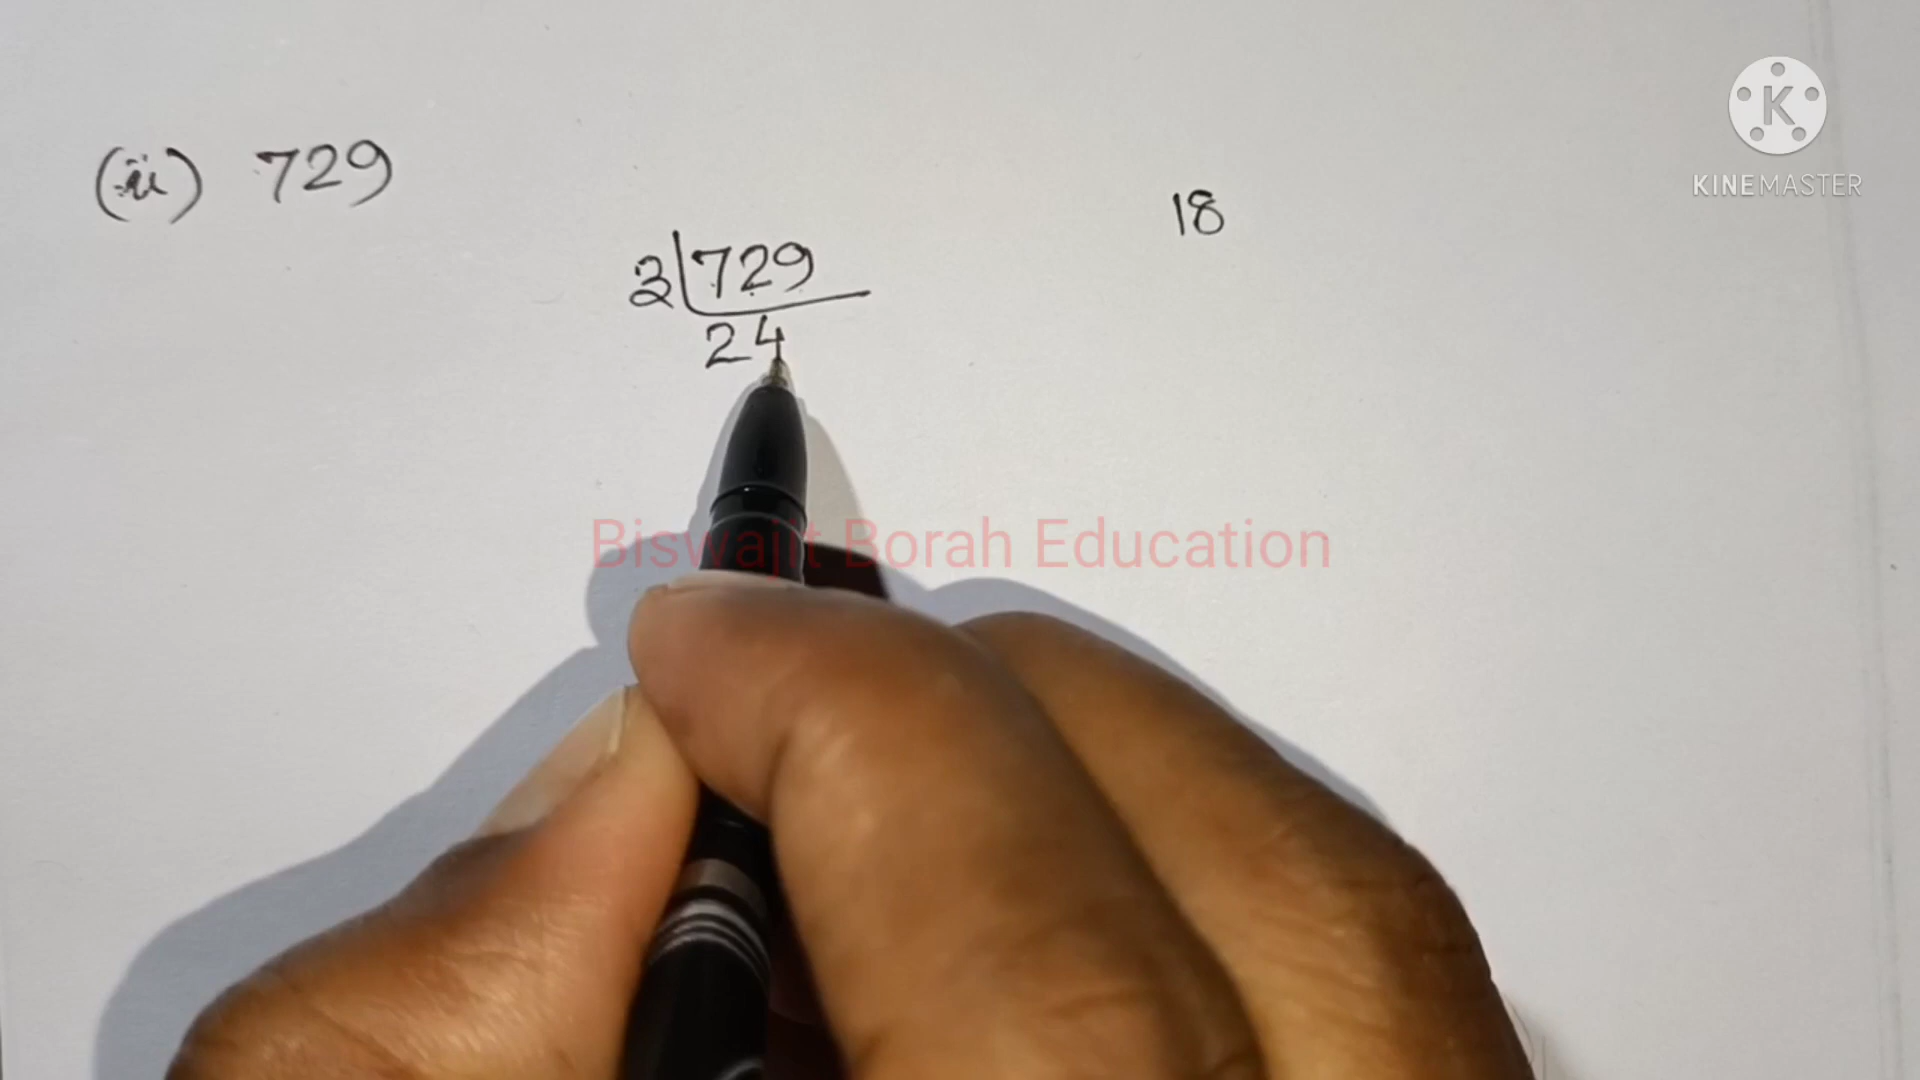 (ii) 729
18
3 729
24
Biswajit Borah Education
K
KINEMASTER